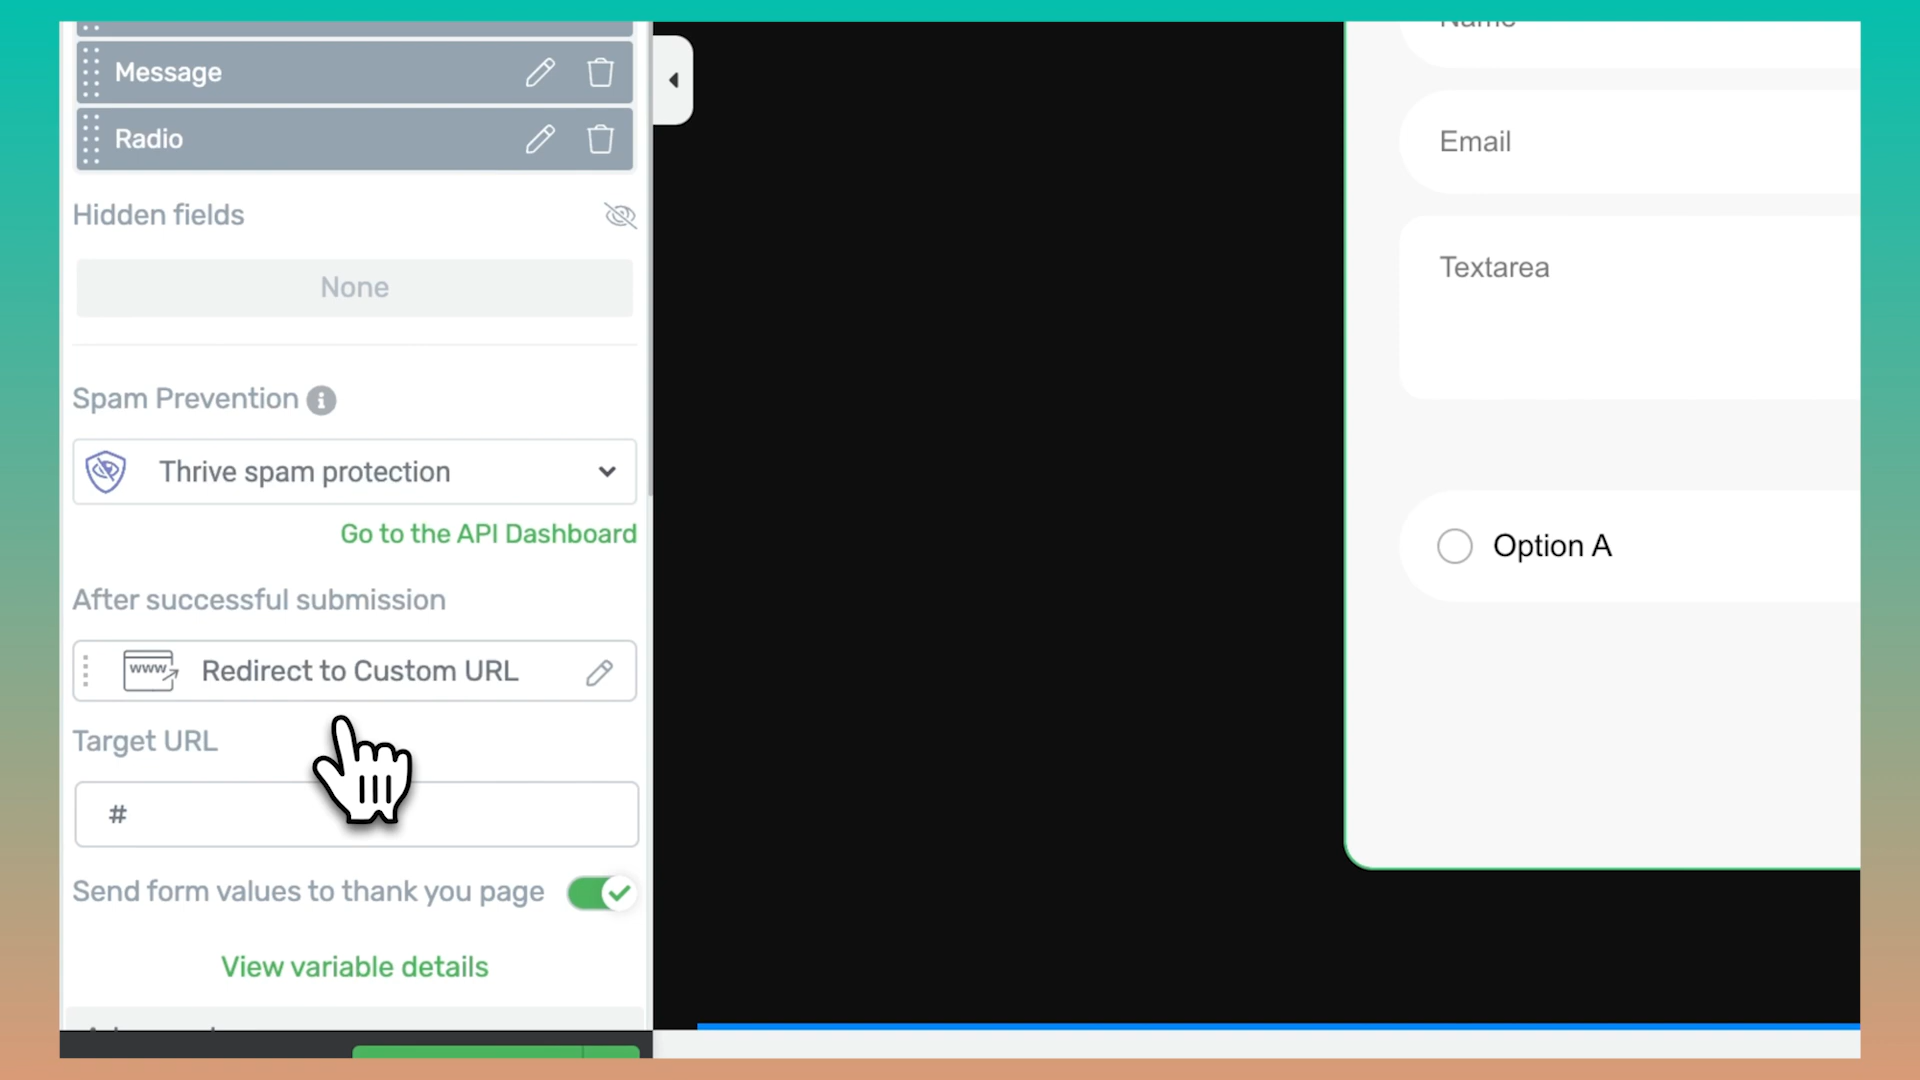 Message
Radio
Hidden fields
None
Spam Prevention
Thrive spam protection
Go to the API Dashboard
After successful submission
www
Redirect to Custom URL
Target URL
#
Send form values to thank you page
View variable details
Name
Email
Textarea
Option A